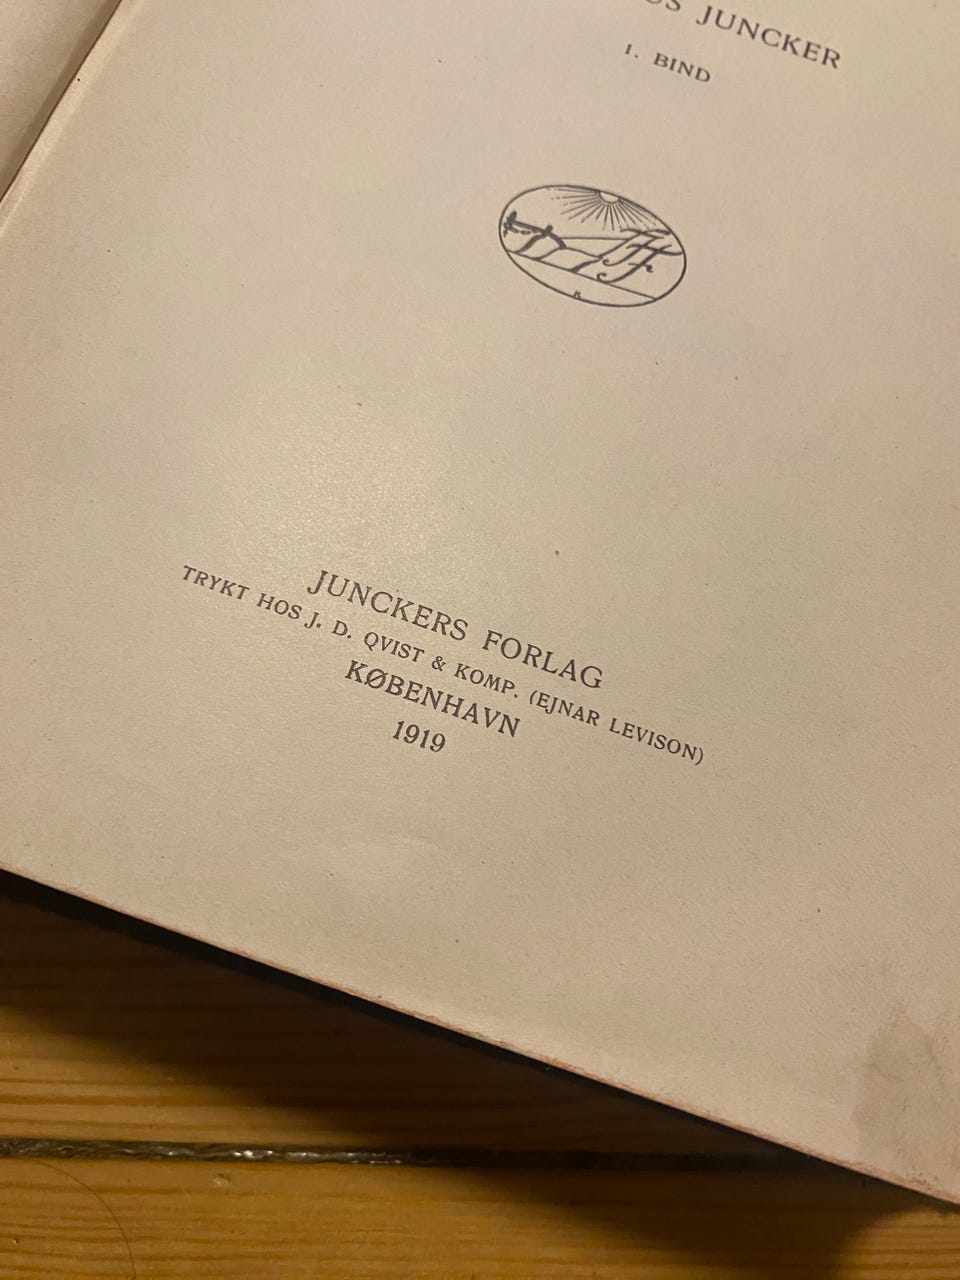 JUNCKER
1. BIND
JUNCKERS FORLAG
TRYKT HOS J. D. QVIST & KOMP. (EJNAR LEVISON)
KØBENHAVN
1919